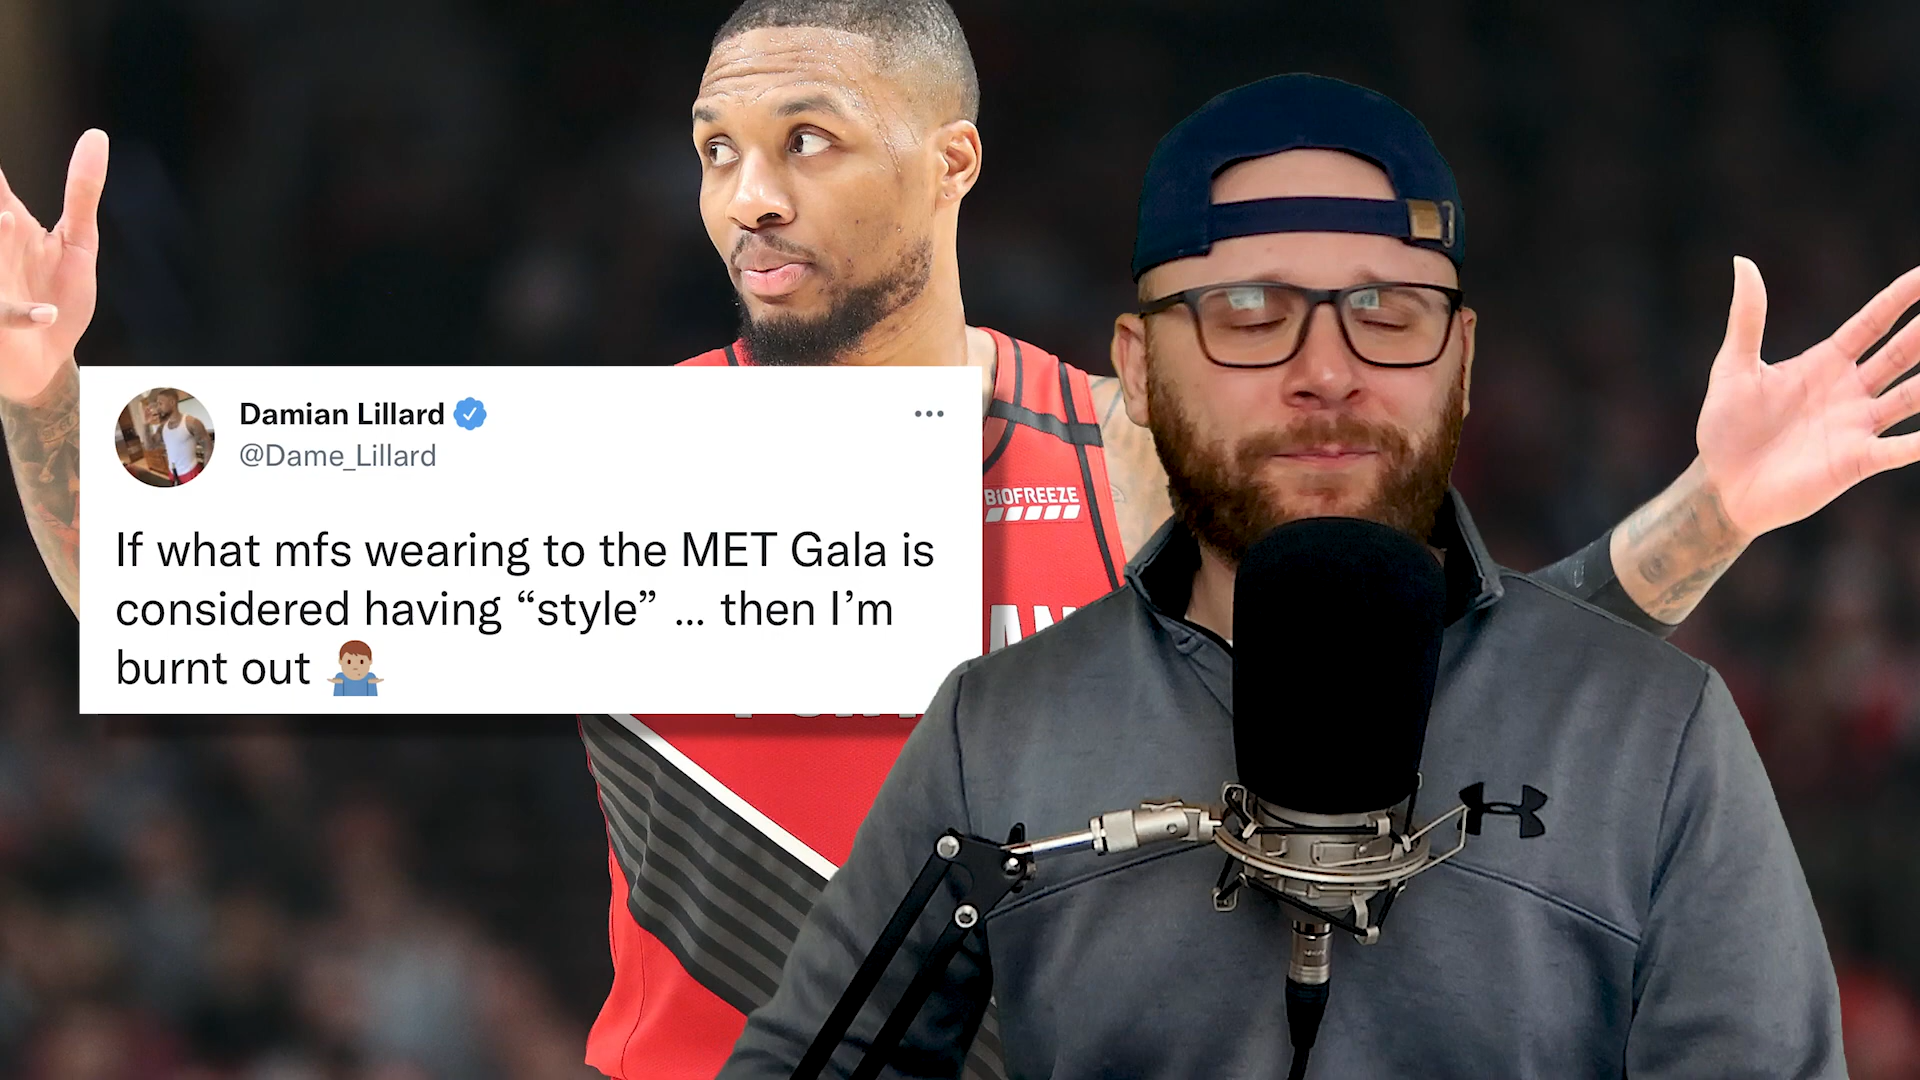 Damian Lillard
@Dame_Lillard
If what mfs wearing to the MET Gala is
considered having “style” ... then I’m
burnt out
BIOFREEZE